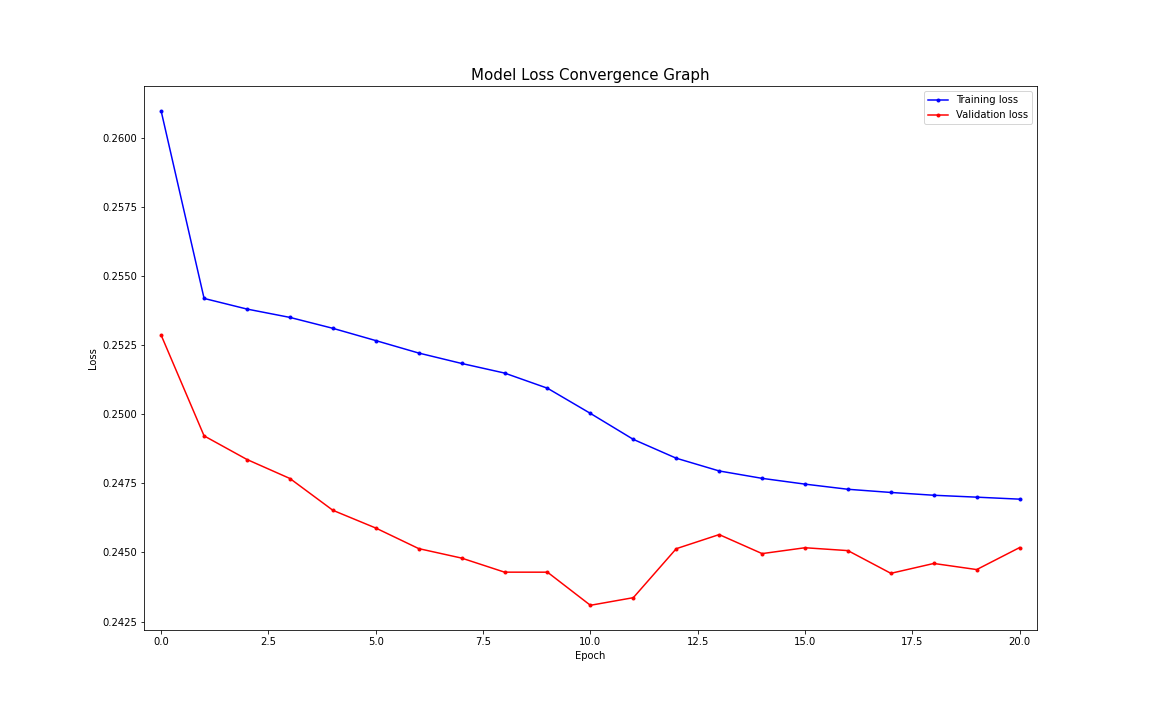 Model Loss Convergence Graph
Training loss
Validation loss
0.2600
0.2575
0.2550
0.2525
0.2500
0.2475
0.2450
0.2425
Loss
0.0 2.5 5.0 7.5 10.0 12.5 15.0 17.5 20.0
Epoch